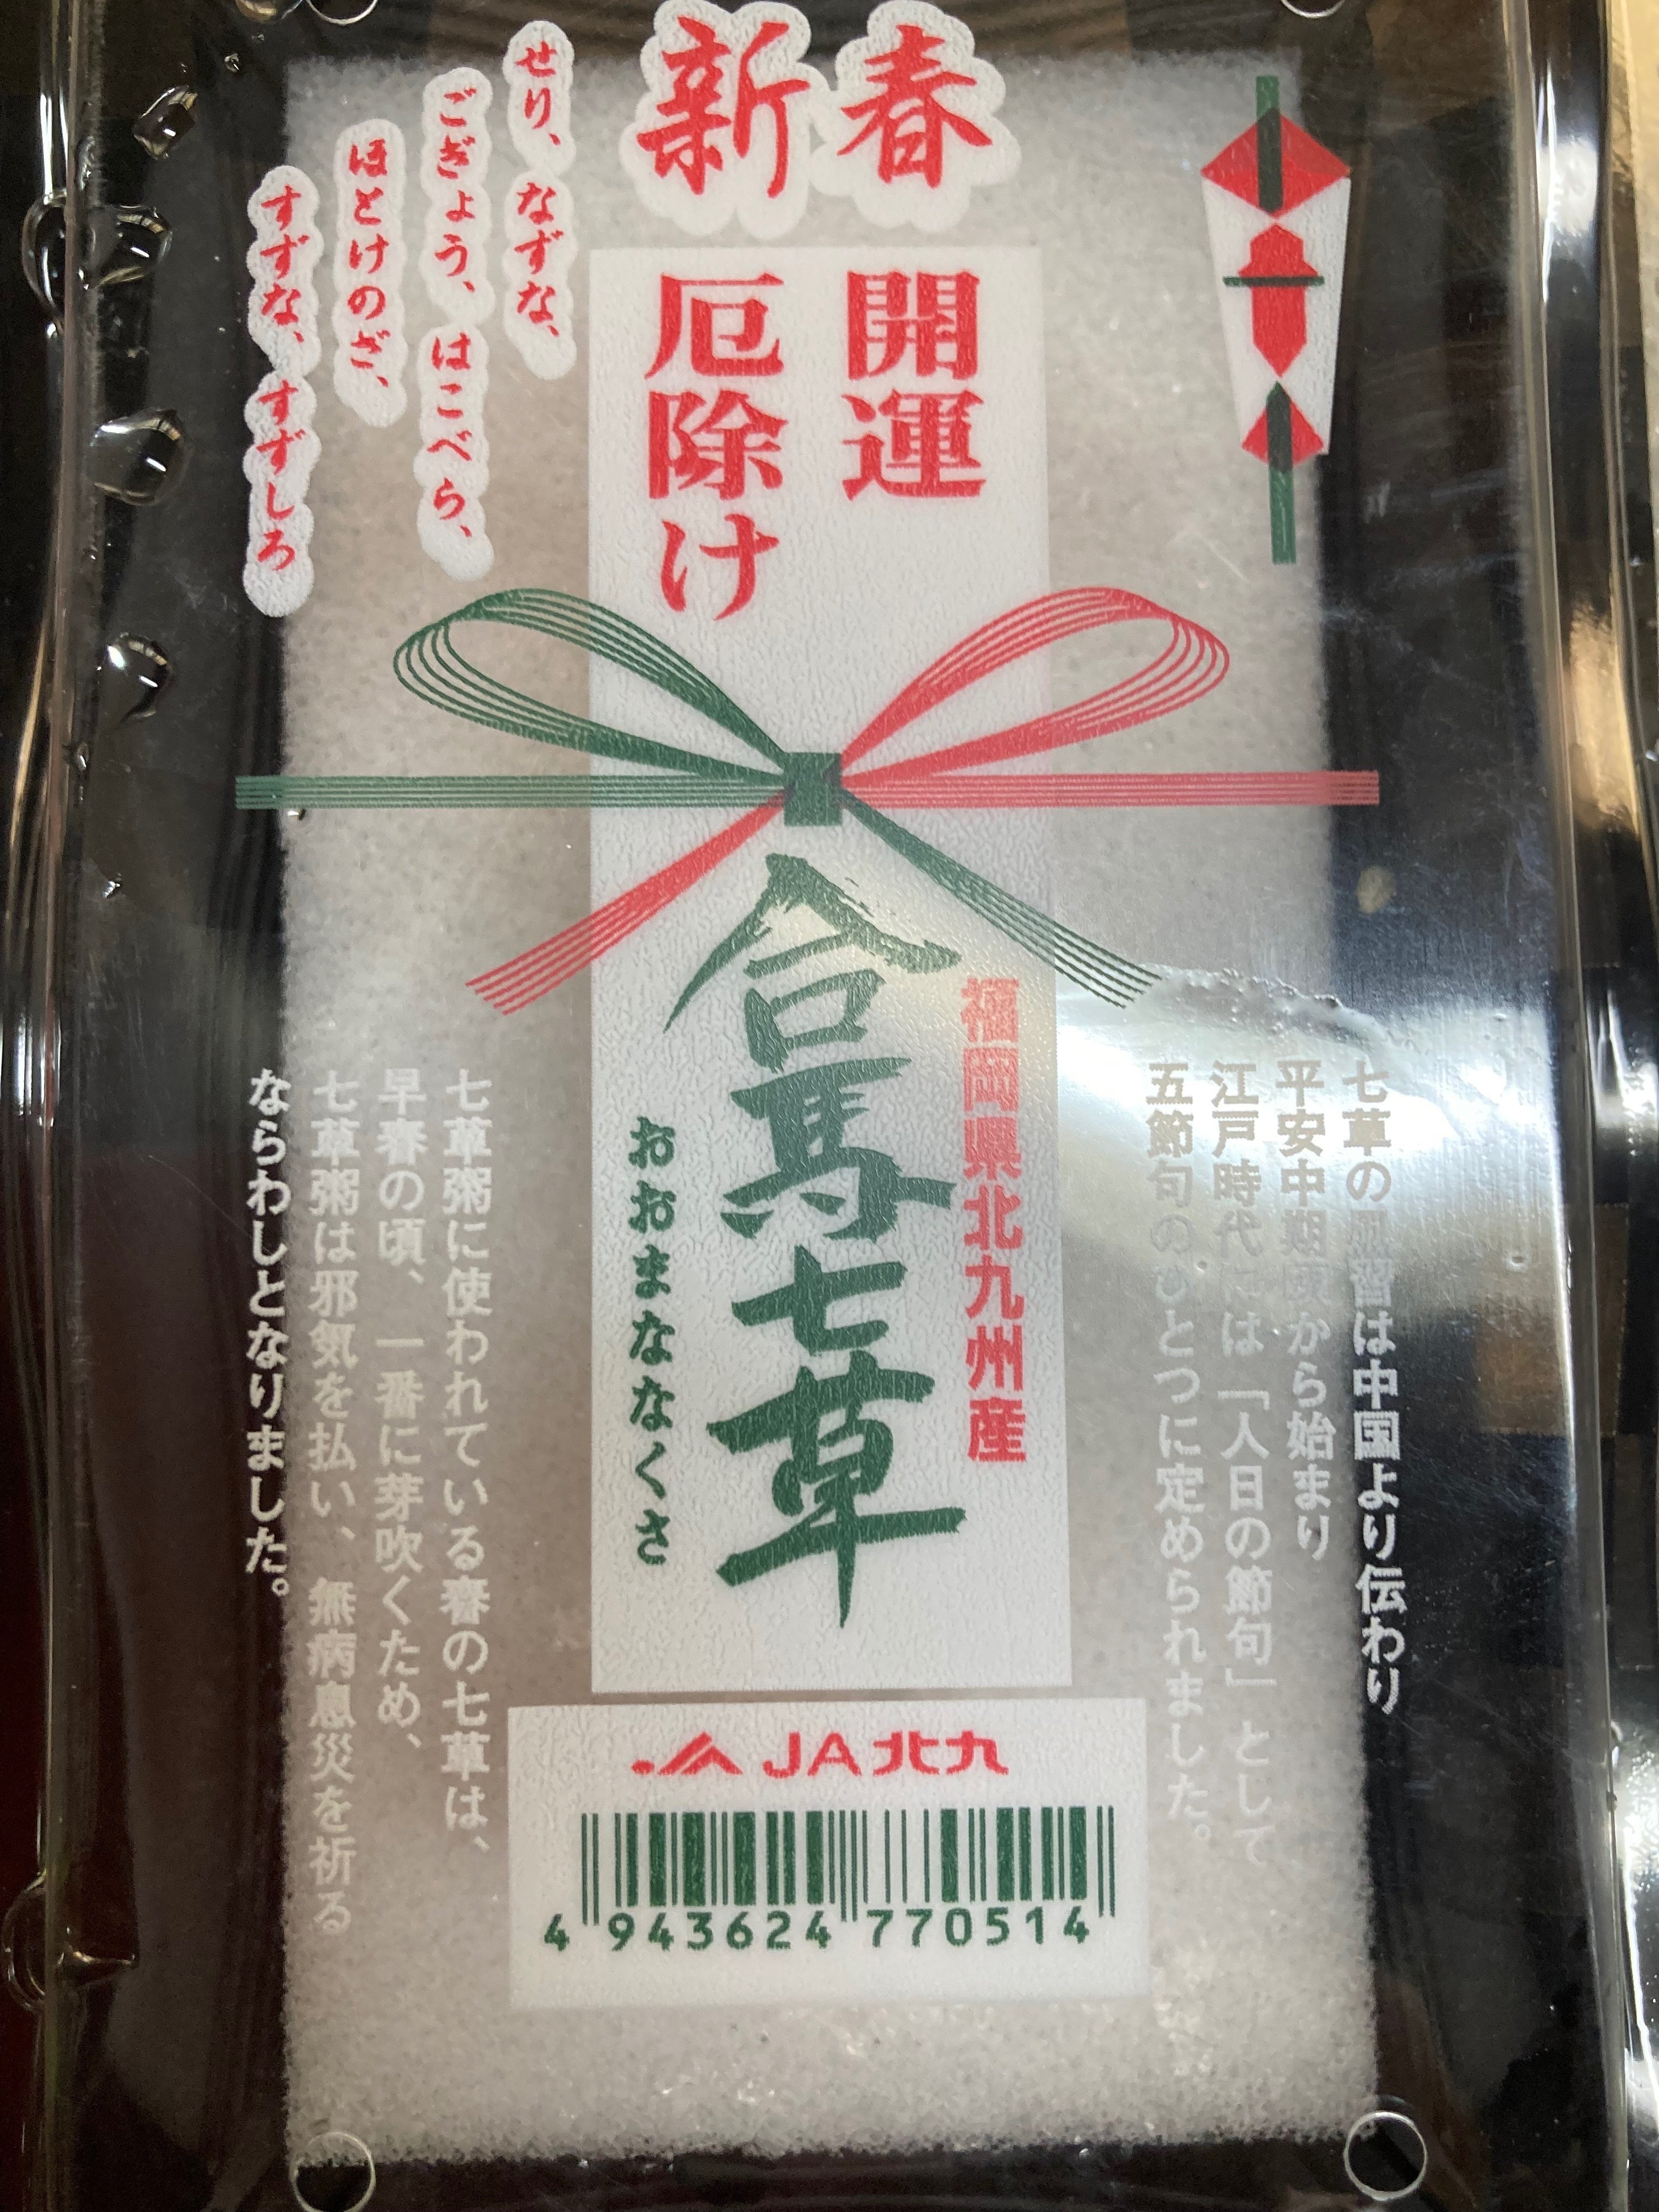 新春
開運
厄除け
せり、なずな、
ごぎょう、はこべら、
ほとけのざ、
すずな、すずしろ
福岡県北九州産
合馬七草
おおまななくさ
七草の風習は中国より伝わり
平安中期頃から始まり
江戸時代には「人日の節句」として
五節句のひとつに定められました。
七草粥に使われている春の七草は、
早春の頃、一番に芽吹くため、
七草粥は邪気を払い、無病息災を祈る
ならわしとなりました。
JA北九
4 943624 770514